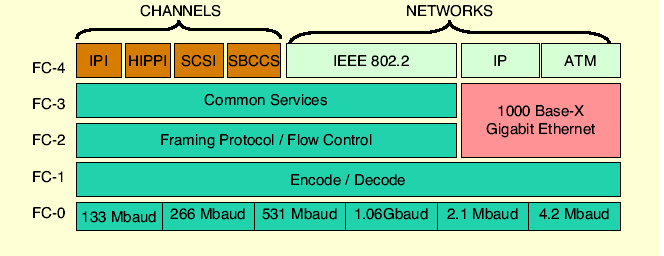 CHANNELS NETWORKS
FC-4 IPI HIPPI SCSI SBCCS IEEE 802.2 IP ATM
FC-3 Common Services
1000 Base-X
Gigabit Ethernet
FC-2 Framing Protocol / Flow Control
FC-1 Encode / Decode
FC-0 133 Mbaud 266 Mbaud 531 Mbaud 1.06Gbaud 2.1 Mbaud 4.2 Mbaud